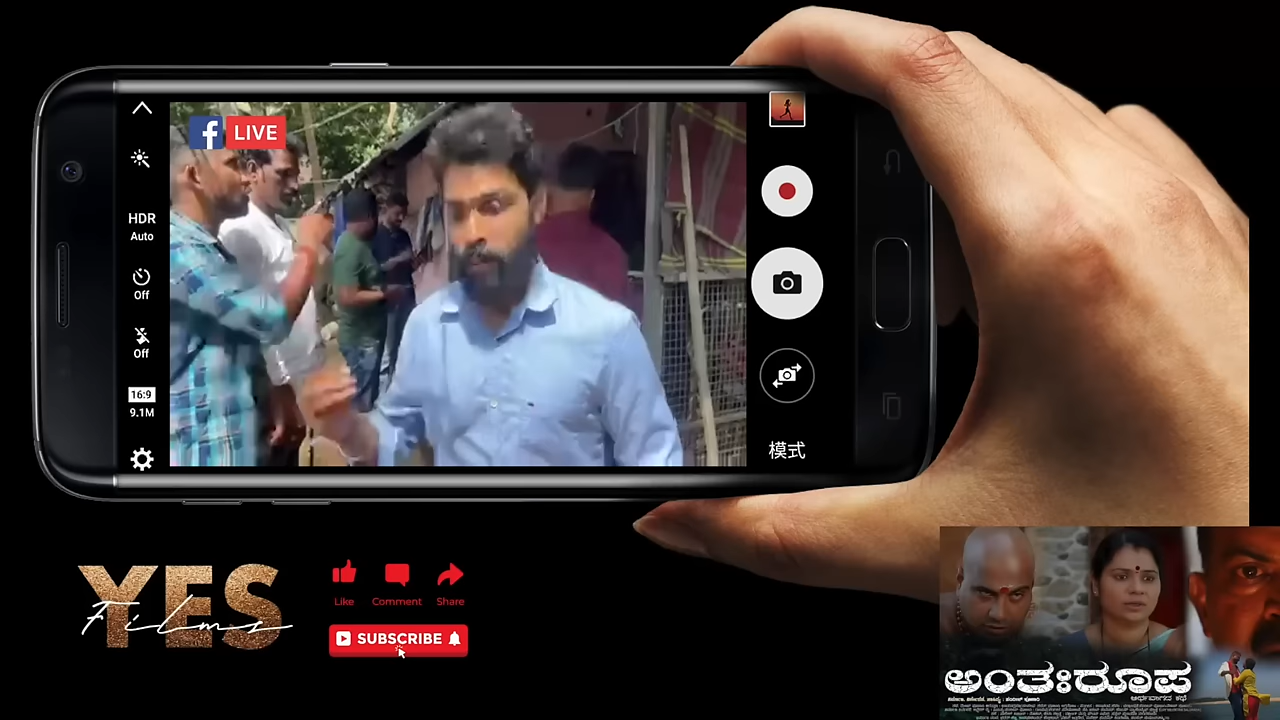 f LIVE
HDR
Auto
Off
Off
16:9
9.1M
模式
YES
Films
Like Comment Share
SUBSCRIBE
ಅಂತಃರೂಪ